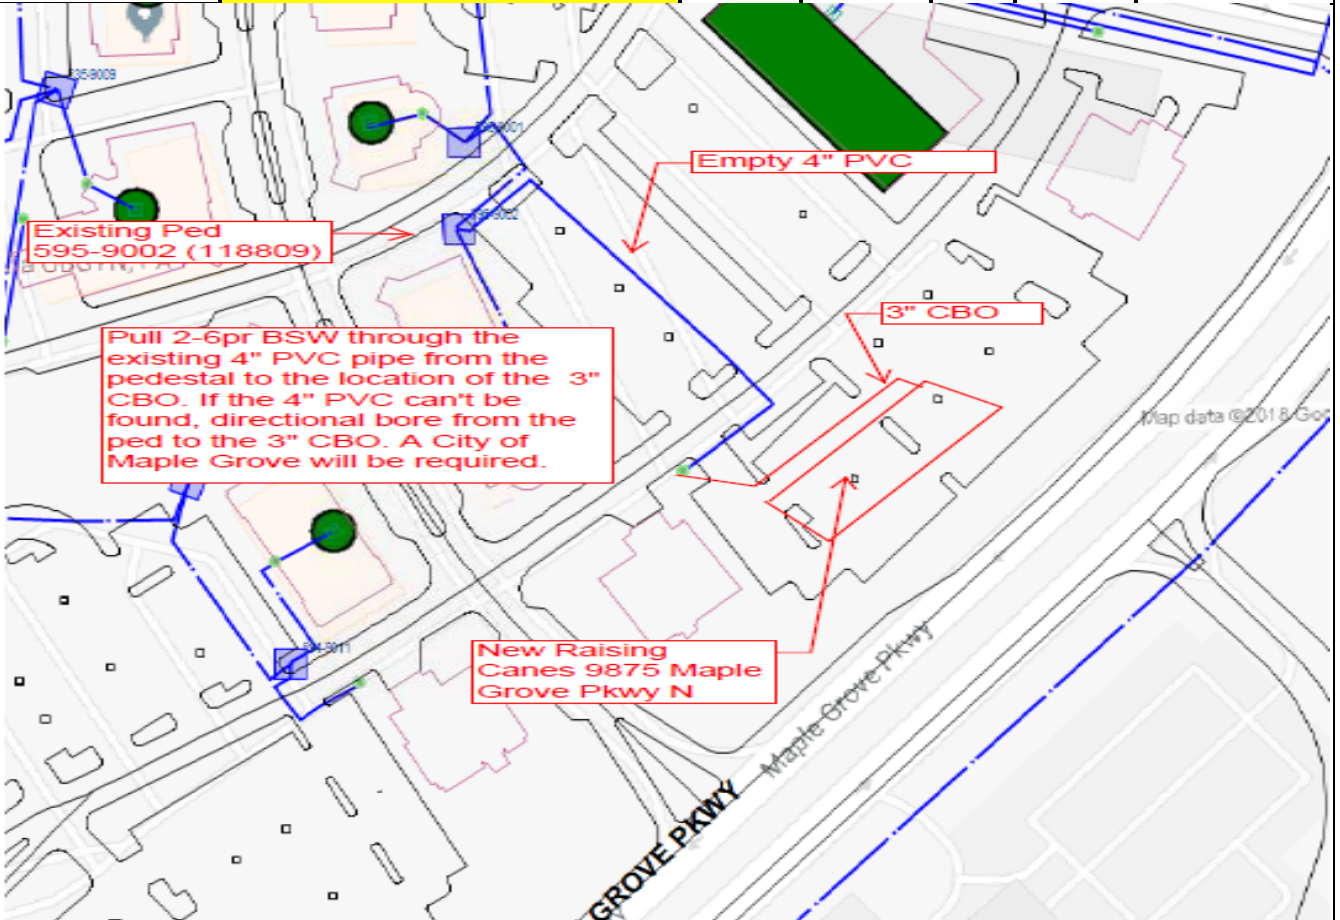 535-9009
Empty 4" PVC
Existing Ped
595-9002 (118809)
3" CBO
Pull 2-6pr BSW through the
existing 4" PVC pipe from the
pedestal to the location of the 3"
CBO. If the 4" PVC can't be
found, directional bore from the
ped to the 3" CBO. A City of
Maple Grove will be required.
Map data ©2018 Goo
New Raising
Canes 9875 Maple
Grove Pkwy N
Maple Grove Pkwy
GROVE PKWY